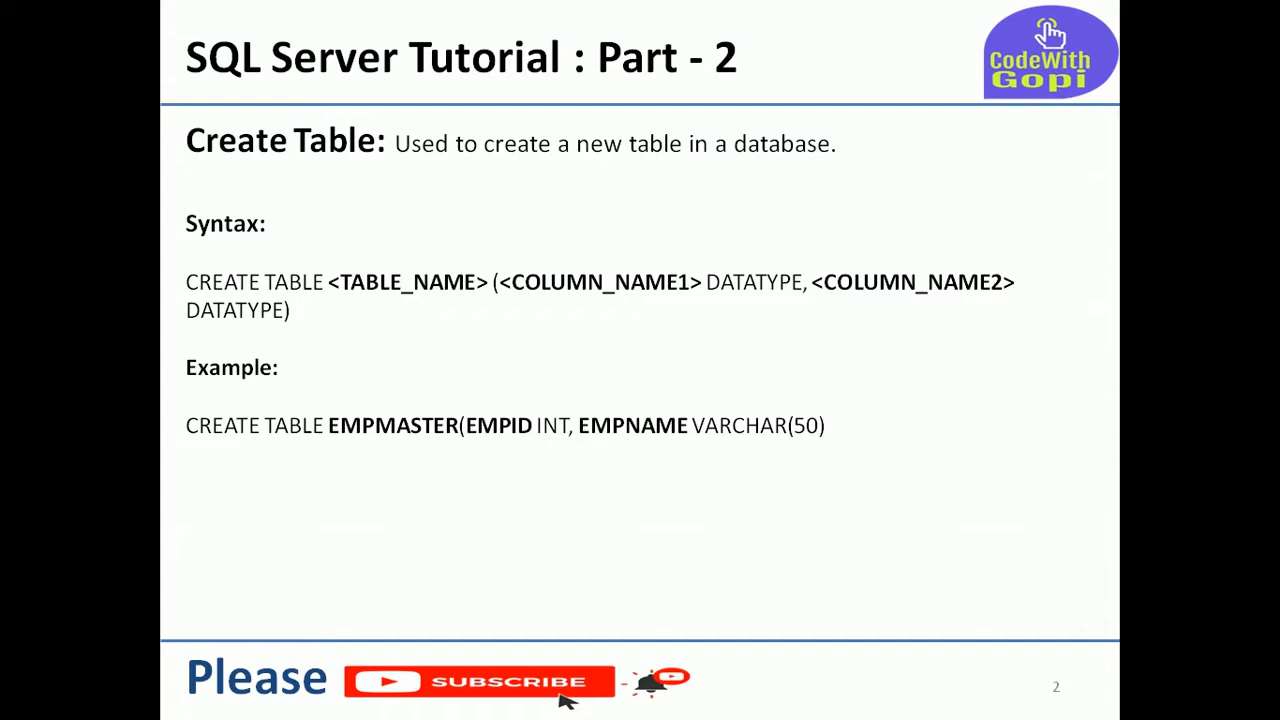 SQL Server Tutorial : Part - 2
CodeWith
Gopi
Create Table: Used to create a new table in a database.
Syntax:
CREATE TABLE <TABLE_NAME> (<COLUMN_NAME1> DATATYPE, <COLUMN_NAME2>
DATATYPE)
Example:
CREATE TABLE EMPMASTER(EMPID INT, EMPNAME VARCHAR(50)
Please SUBSCRIBE
2